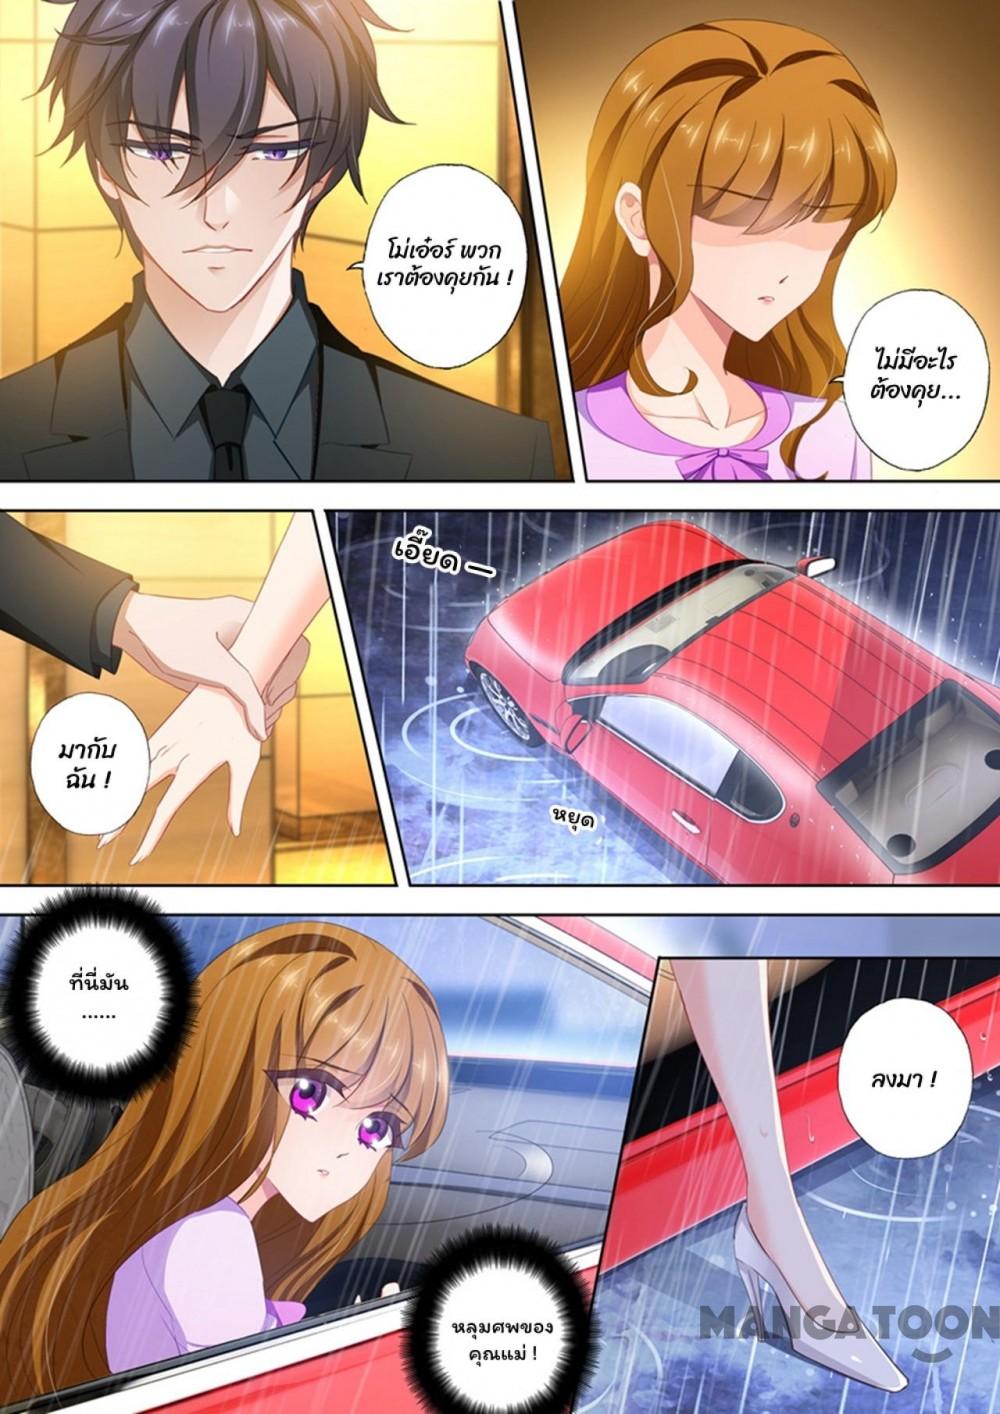 โม่เอ๋อร์ พวก
เราต้องคุยกัน !
ไม่มีอะไร
ต้องคุย...
มากับ
ฉัน !
เอี๊ยด —
หยุด
ที่นี่มัน
......
ลงมา !
หลุมศพของ
คุณแม่ !
MANGATOON